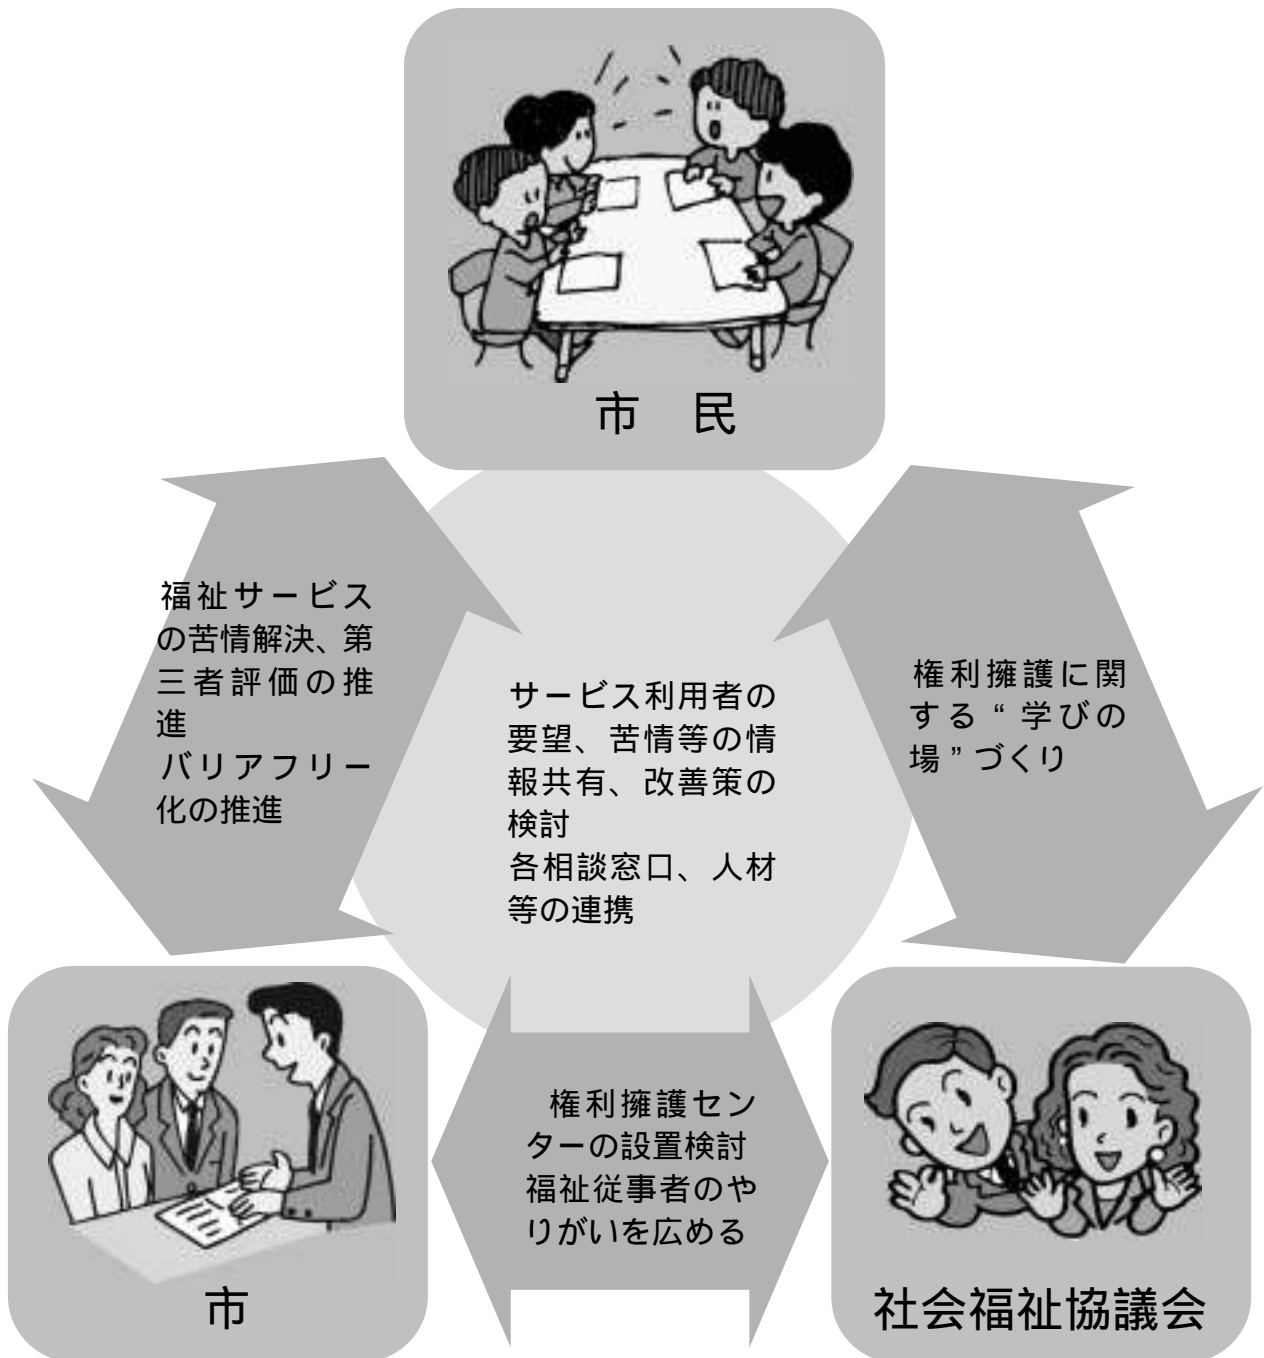 市　民
福祉サービス
の苦情解決、第
三者評価の推
進
バリアフリー
化の推進
サービス利用者の
要望、苦情等の情
報共有、改善策の
検討
各相談窓口、人材
等の連携
権利擁護に関
する“学びの
場”づくり
権利擁護セン
ターの設置検討
福祉従事者のや
りがいを広める
市
社会福祉協議会